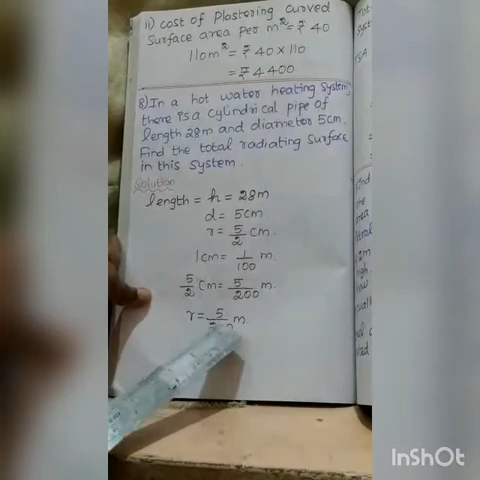 ii) Cost of Plastering Curved
Surface area per m² = ₹ 40
110m² = ₹ 40 × 110
= ₹ 4400
8) In a hot water heating System
there is a cylindrical pipe of
length 28m and diameter 5cm.
Find the total radiating surface
in this system.
Solution
length = h = 28m
d = 5cm
r = 5/2 cm.
1cm = 1/100 m.
5/2 cm = 5/200 m.
r = 5/ m
InShOt